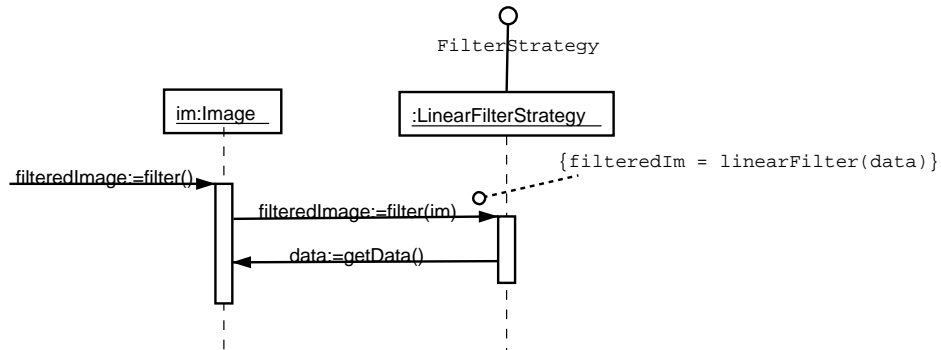 FilterStrategy
im:Image
:LinearFilterStrategy
{filteredIm = linearFilter(data)}
filteredImage:=filter()
filteredImage:=filter(im)
data:=getData()